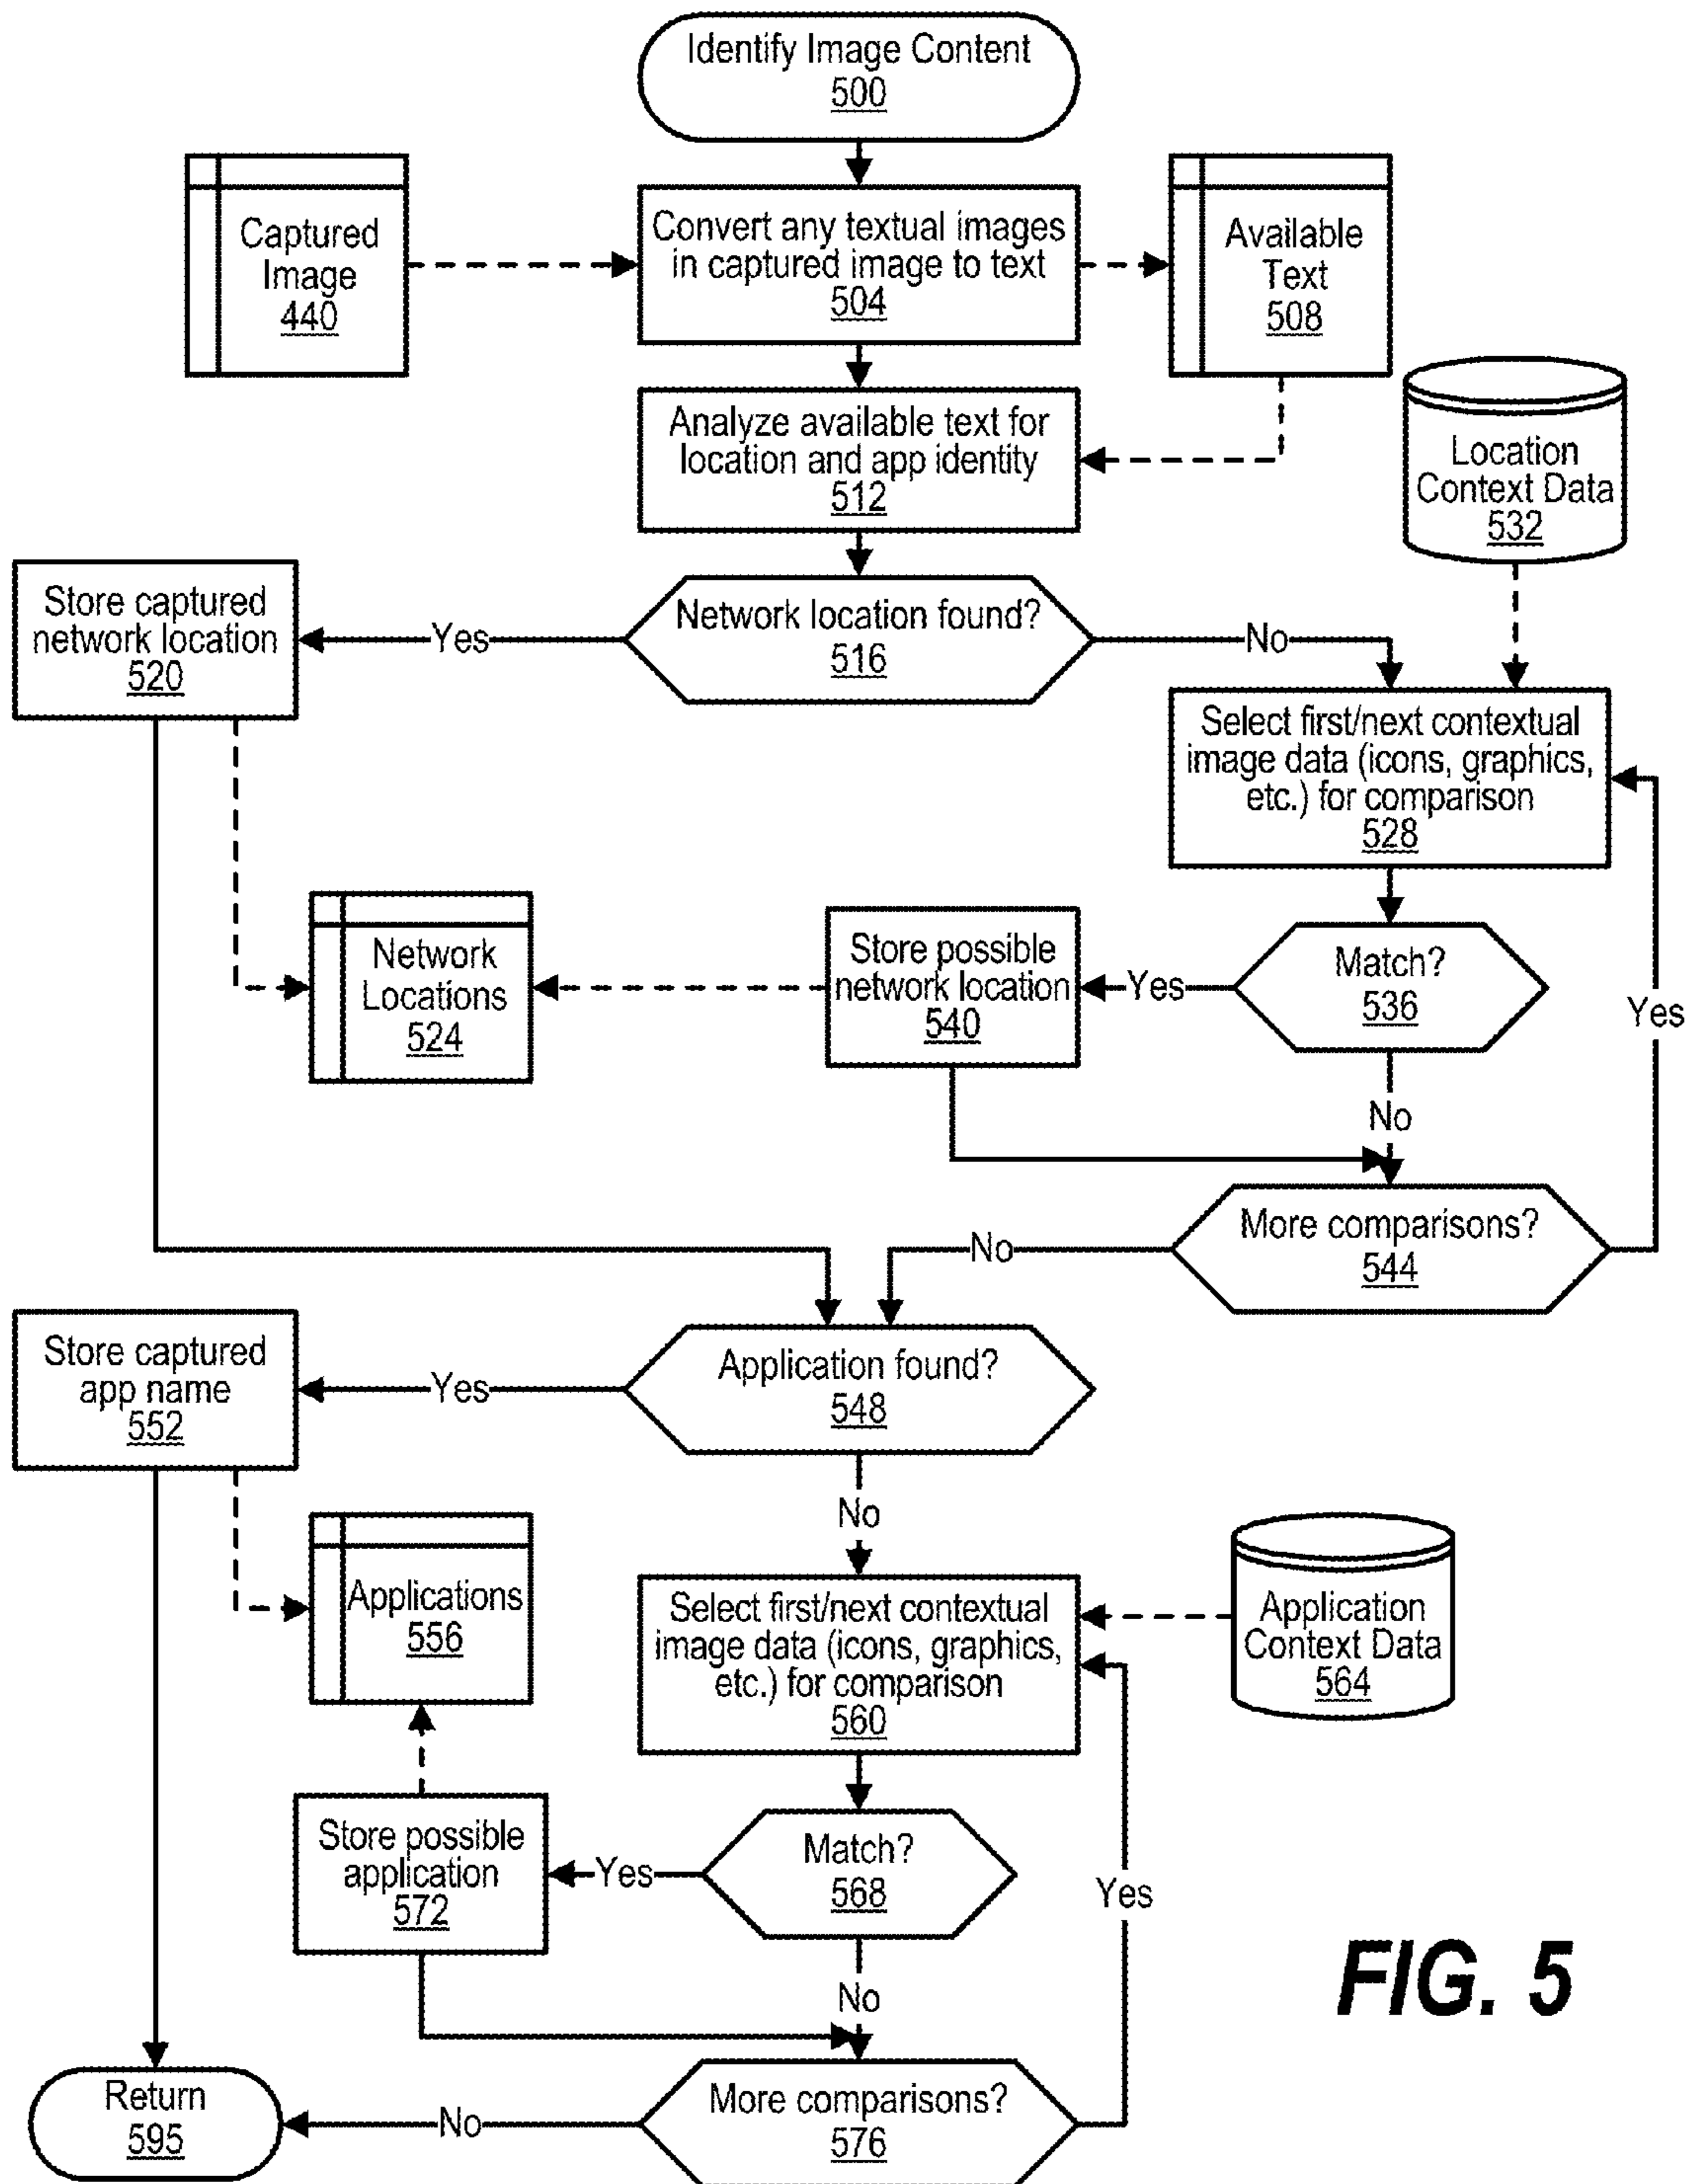 Identify Image Content
500
Captured
Image
440
Convert any textual images
in captured image to text
504
Available
Text
508
Analyze available text for
location and app identity
512
Location
Context Data
532
Store captured
network location
520
Yes
Network location found?
516
No
Select first/next contextual
image data (icons, graphics,
etc.) for comparison
528
Network
Locations
524
Store possible
network location
540
Yes
Match?
536
Yes
No
More comparisons?
544
No
Store captured
app name
552
Yes
Application found?
548
No
Applications
556
Select first/next contextual
image data (icons, graphics,
etc.) for comparison
560
Application
Context Data
564
Store possible
application
572
Yes
Match?
568
Yes
No
FIG. 5
Return
595
No
More comparisons?
576